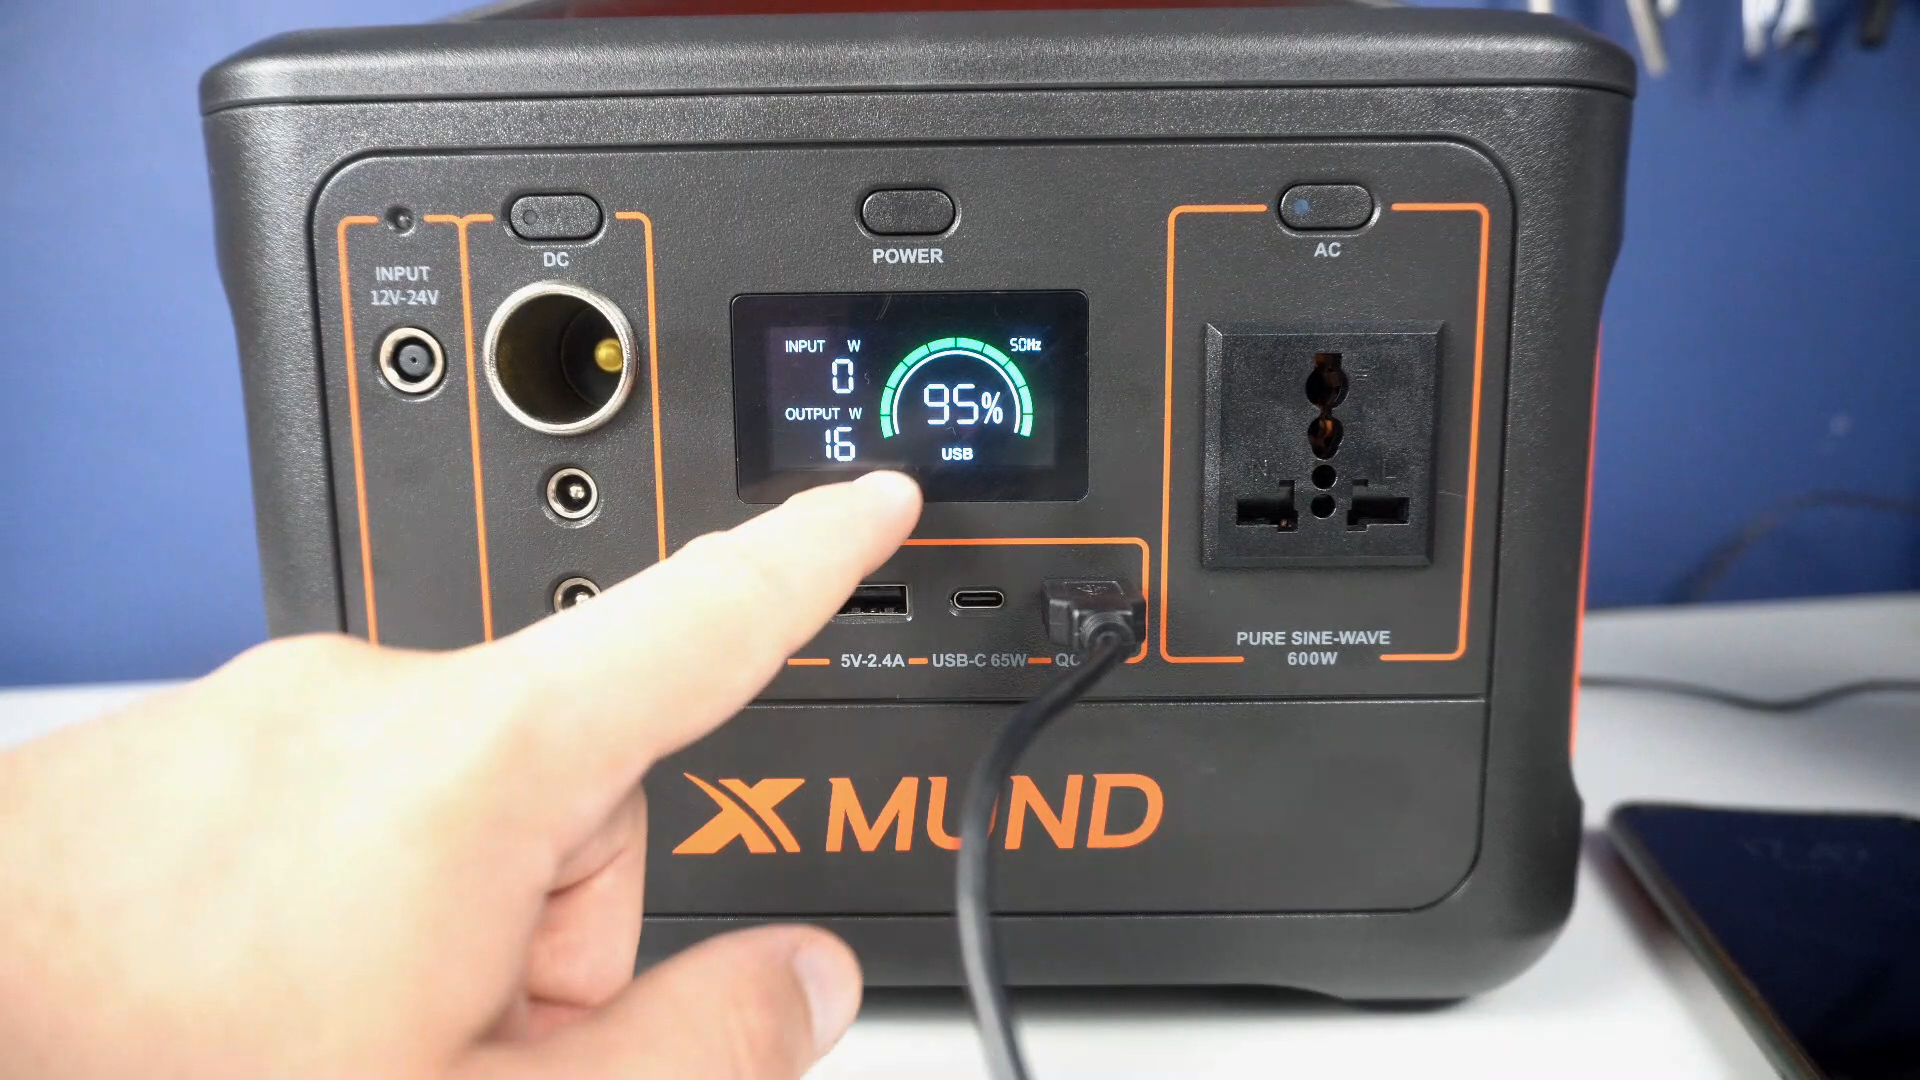 DC
POWER
AC
INPUT
12V-24V
INPUT W
0
OUTPUT W
16
50Hz
95%
USB
N L
5V-2.4A
USB-C 65W
PURE SINE-WAVE
600W
XMUND